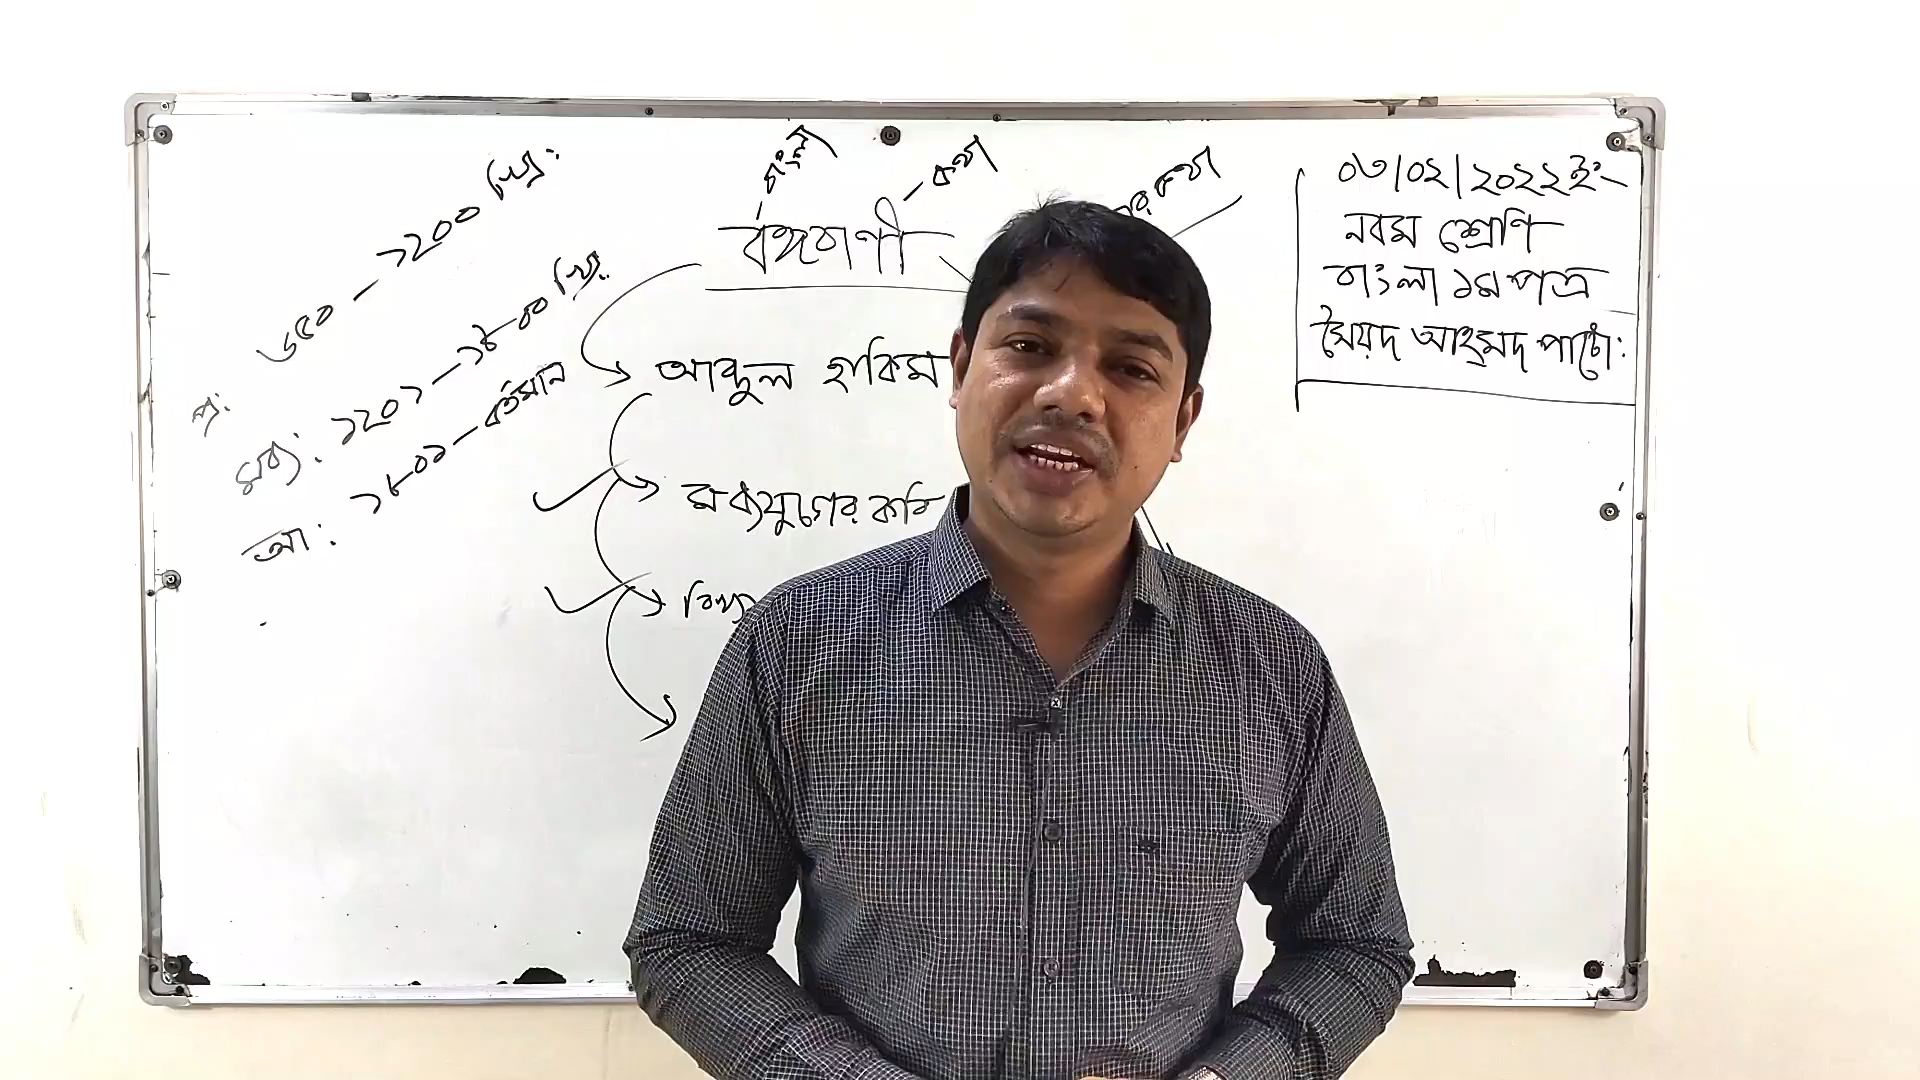 ৬৫০ – ১২০০ খ্রি:
প্রা:
মধ্য: ১২০১ – ১৮০০ খ্রি:
আ: ১৮০১ – বর্তমান
বাংলা
– কথা
বঙ্গবাণী
আব্দুল হাকিম
মধ্যযুগের কবি
০৩/০২/২০২২ইং
নবম শ্রেণি
বাংলা ১ম পত্র
সৈয়দ আহমদ পাটো: